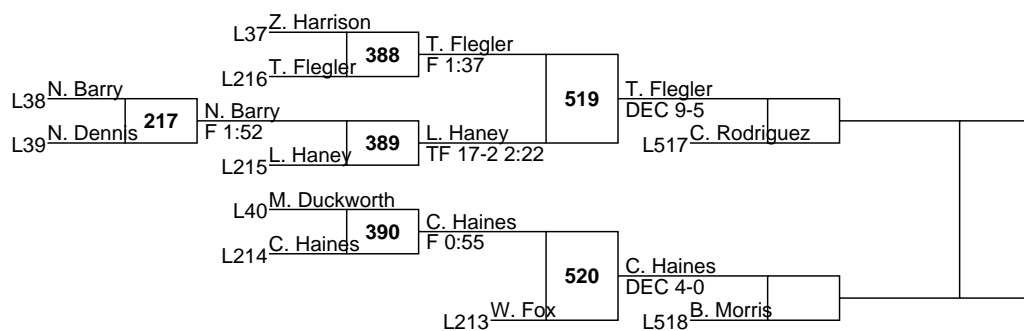 Z. Harrison
L37
388
T. Flegler
F 1:37
L216
T. Flegler
519
T. Flegler
DEC 9-5
L38
N. Barry
217
N. Barry
F 1:52
L39
N. Dennis
389
L. Haney
TF 17-2 2:22
L215
L. Haney
L517
C. Rodriguez
M. Duckworth
L40
390
C. Haines
F 0:55
L214
C. Haines
520
C. Haines
DEC 4-0
L213
W. Fox
L518
B. Morris